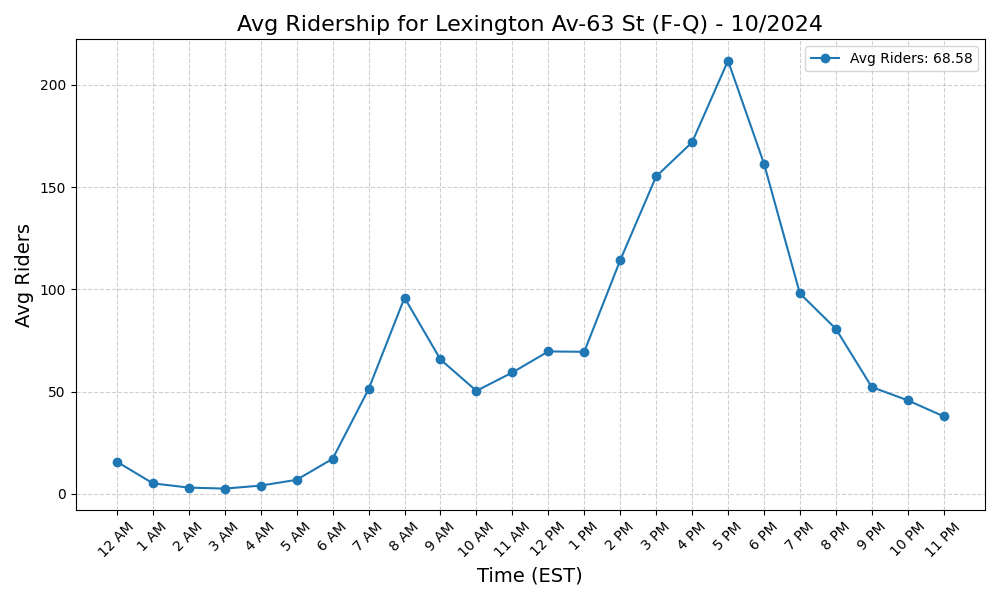 Avg Ridership for Lexington Av-63 St (F-Q) - 10/2024
Avg Riders: 68.58
Avg Riders
200
150
100
50
0
12 AM
1 AM
2 AM
3 AM
4 AM
5 AM
6 AM
7 AM
8 AM
9 AM
10 AM
11 AM
12 PM
1 PM
2 PM
3 PM
4 PM
5 PM
6 PM
7 PM
8 PM
9 PM
10 PM
11 PM
Time (EST)